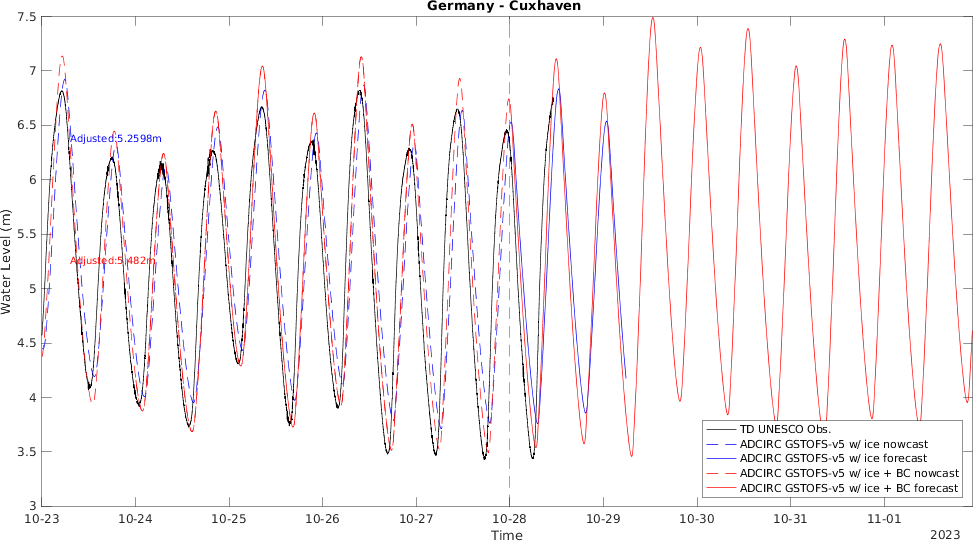 Germany - Cuxhaven
7.5
7
6.5
6
5.5
5
4.5
4
3.5
3
Water Level (m)
Adjusted:5.2598m
Adjusted:5.482m
TD UNESCO Obs.
ADCIRC GSTOFS-v5 w/ ice nowcast
ADCIRC GSTOFS-v5 w/ ice forecast
ADCIRC GSTOFS-v5 w/ ice + BC nowcast
ADCIRC GSTOFS-v5 w/ ice + BC forecast
10-23 10-24 10-25 10-26 10-27 10-28 10-29 10-30 10-31 11-01
Time
2023